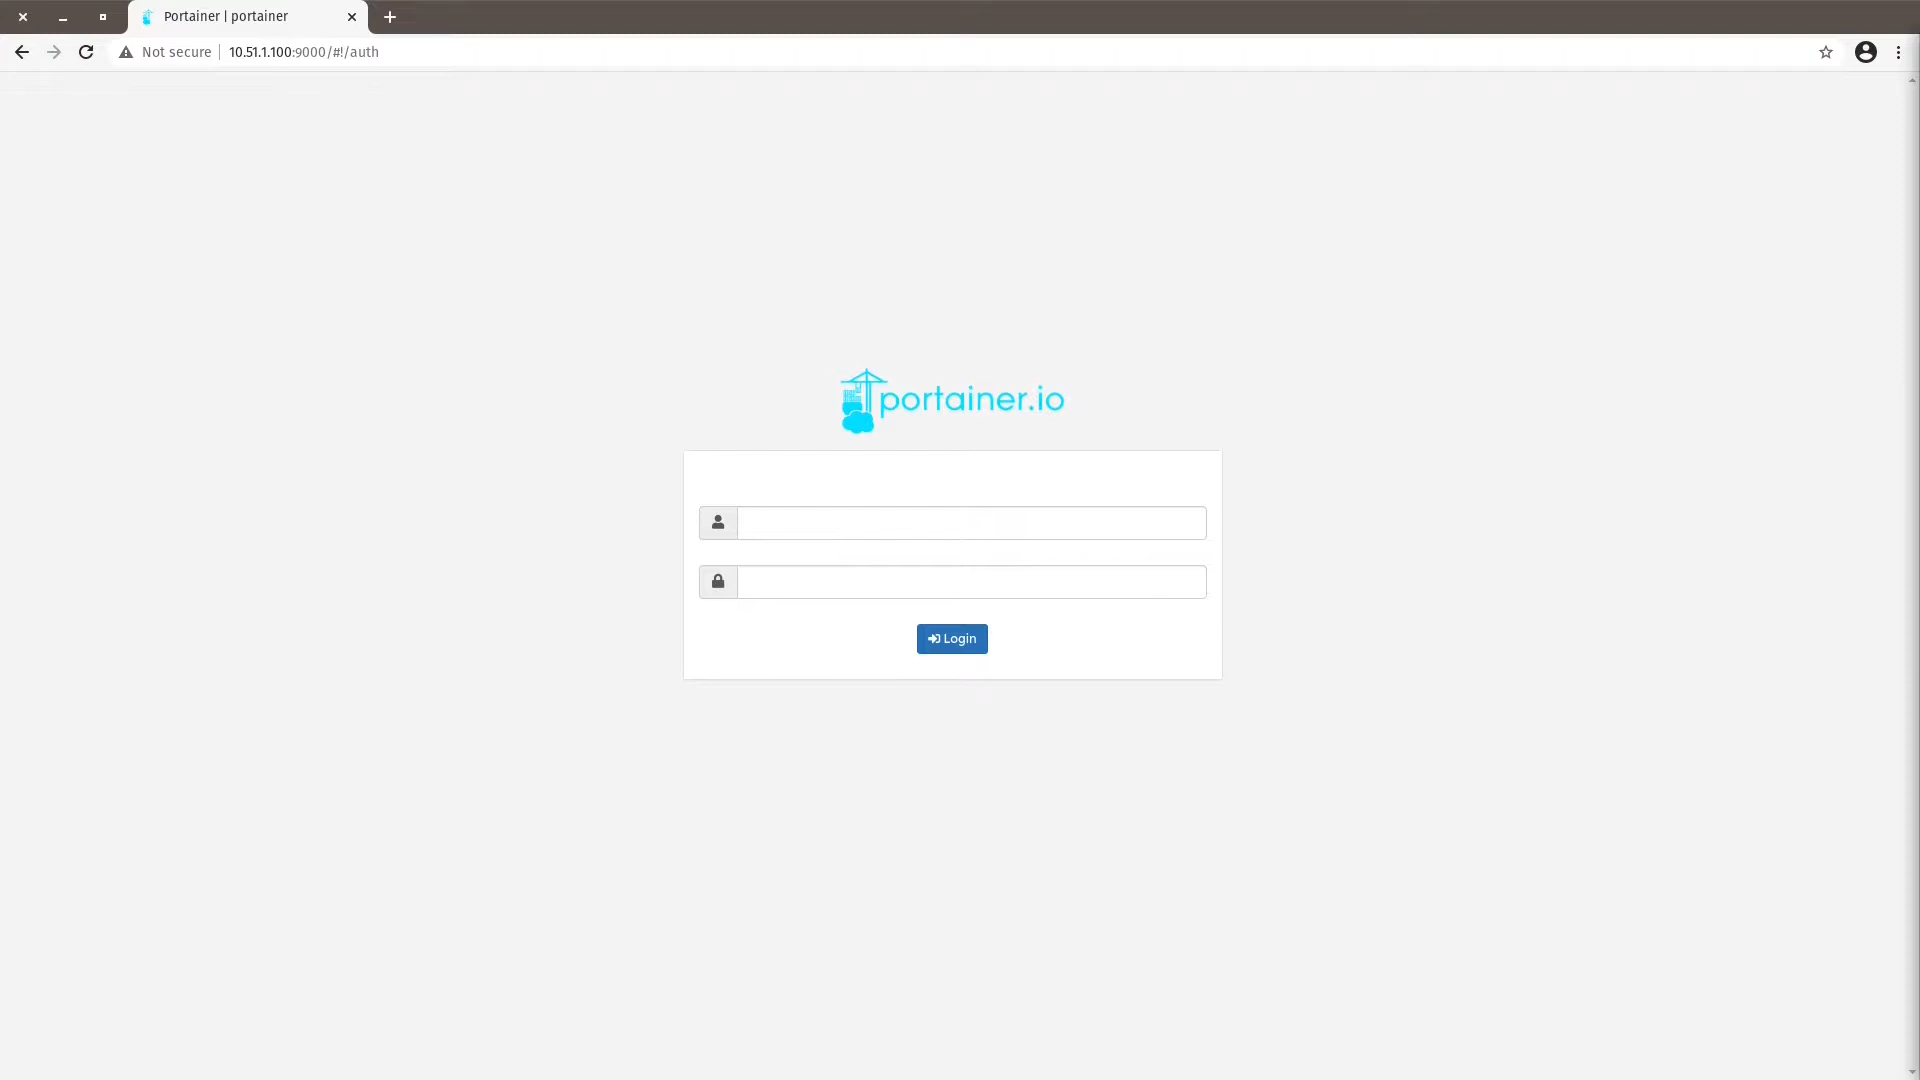 Portainer | portainer
Not secure 10.51.1.100:9000/#!/auth
portainer.io
Login